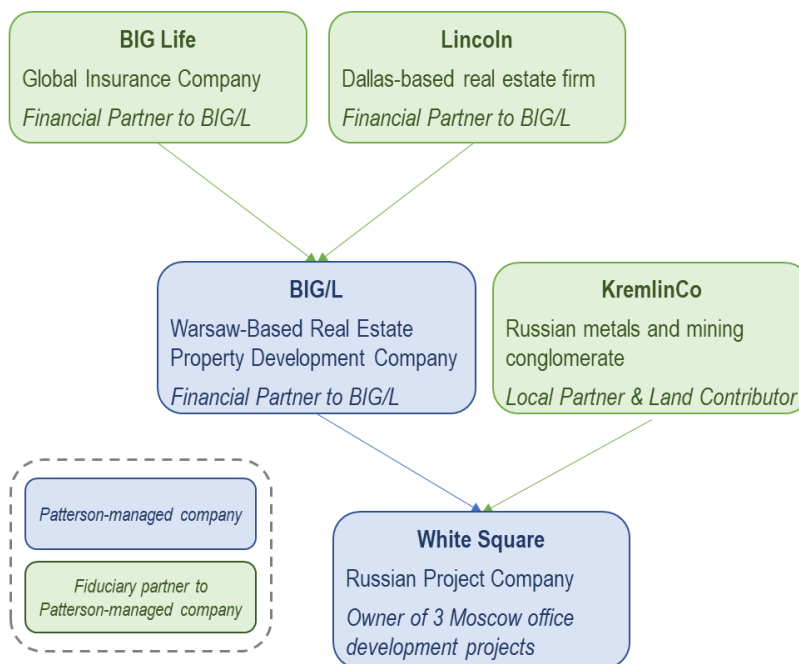 BIG Life
Global Insurance Company
Financial Partner to BIG/L
Lincoln
Dallas-based real estate firm
Financial Partner to BIG/L
BIG/L
Warsaw-Based Real Estate
Property Development Company
Financial Partner to BIG/L
KremlinCo
Russian metals and mining
conglomerate
Local Partner & Land Contributor
Patterson-managed company
Fiduciary partner to
Patterson-managed company
White Square
Russian Project Company
Owner of 3 Moscow office
development projects